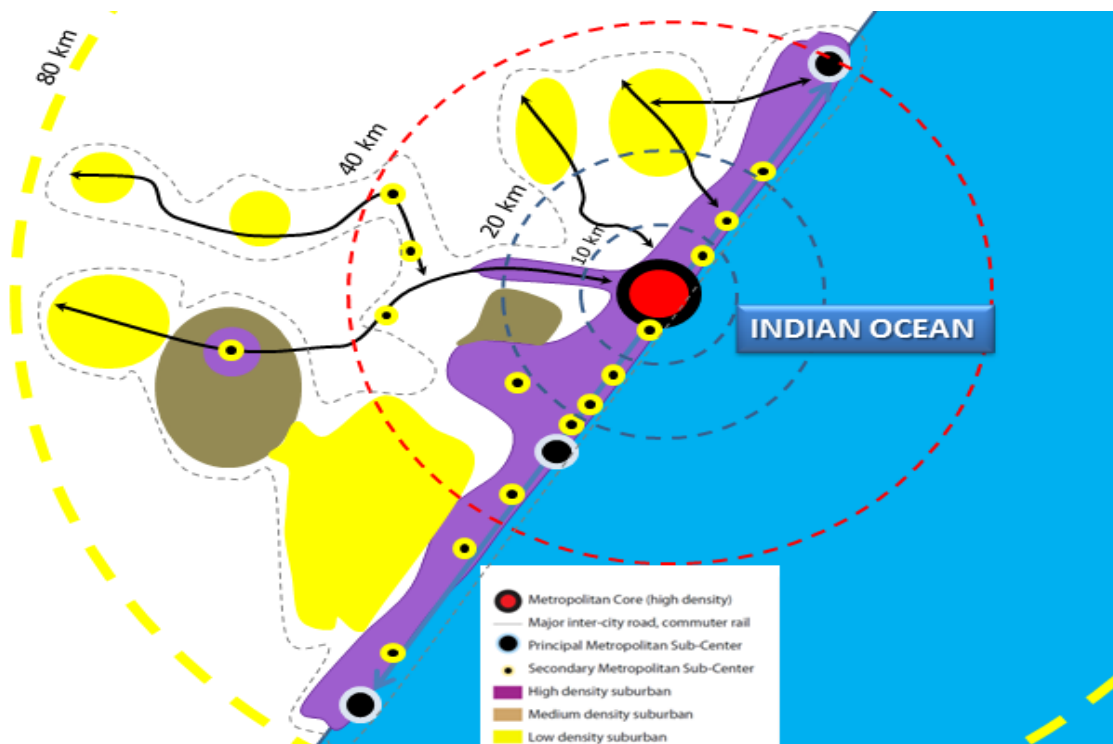 80 km
40 km
20 km
10 km
INDIAN OCEAN
Metropolitan Core (high density)
Major inter-city road, commuter rail
Principal Metropolitan Sub-Center
Secondary Metropolitan Sub-Center
High density suburban
Medium density suburban
Low density suburban